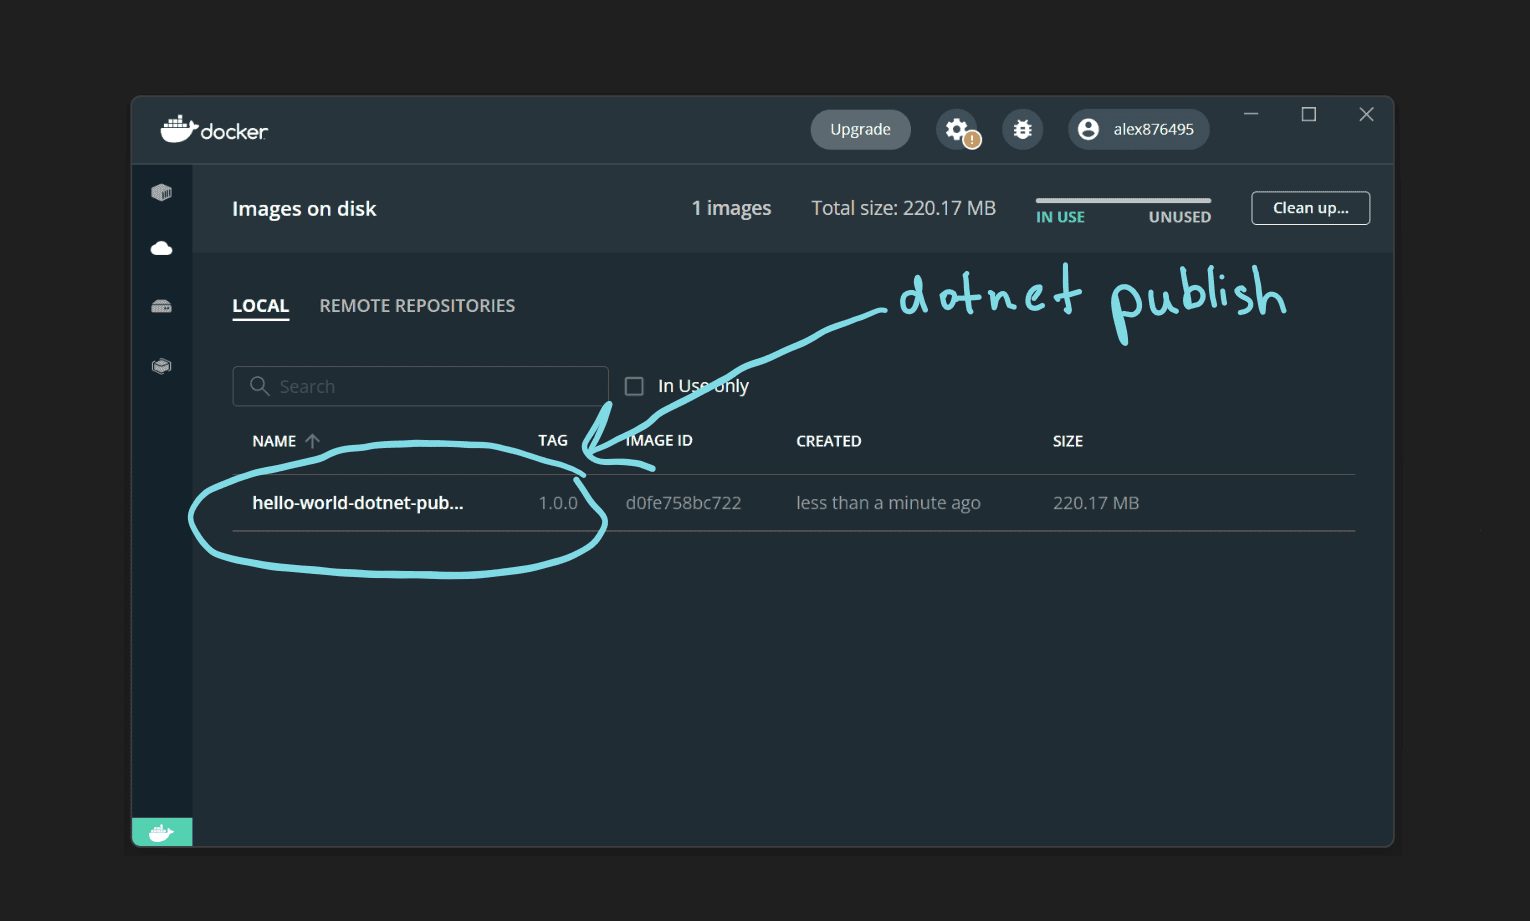 docker
Upgrade
!
alex876495
Images on disk
1 images
Total size: 220.17 MB
IN USE
UNUSED
Clean up...
dotnet publish
LOCAL
REMOTE REPOSITORIES
Search
In Use only
NAME
TAG
IMAGE ID
CREATED
SIZE
hello-world-dotnet-pub...
1.0.0
d0fe758bc722
less than a minute ago
220.17 MB